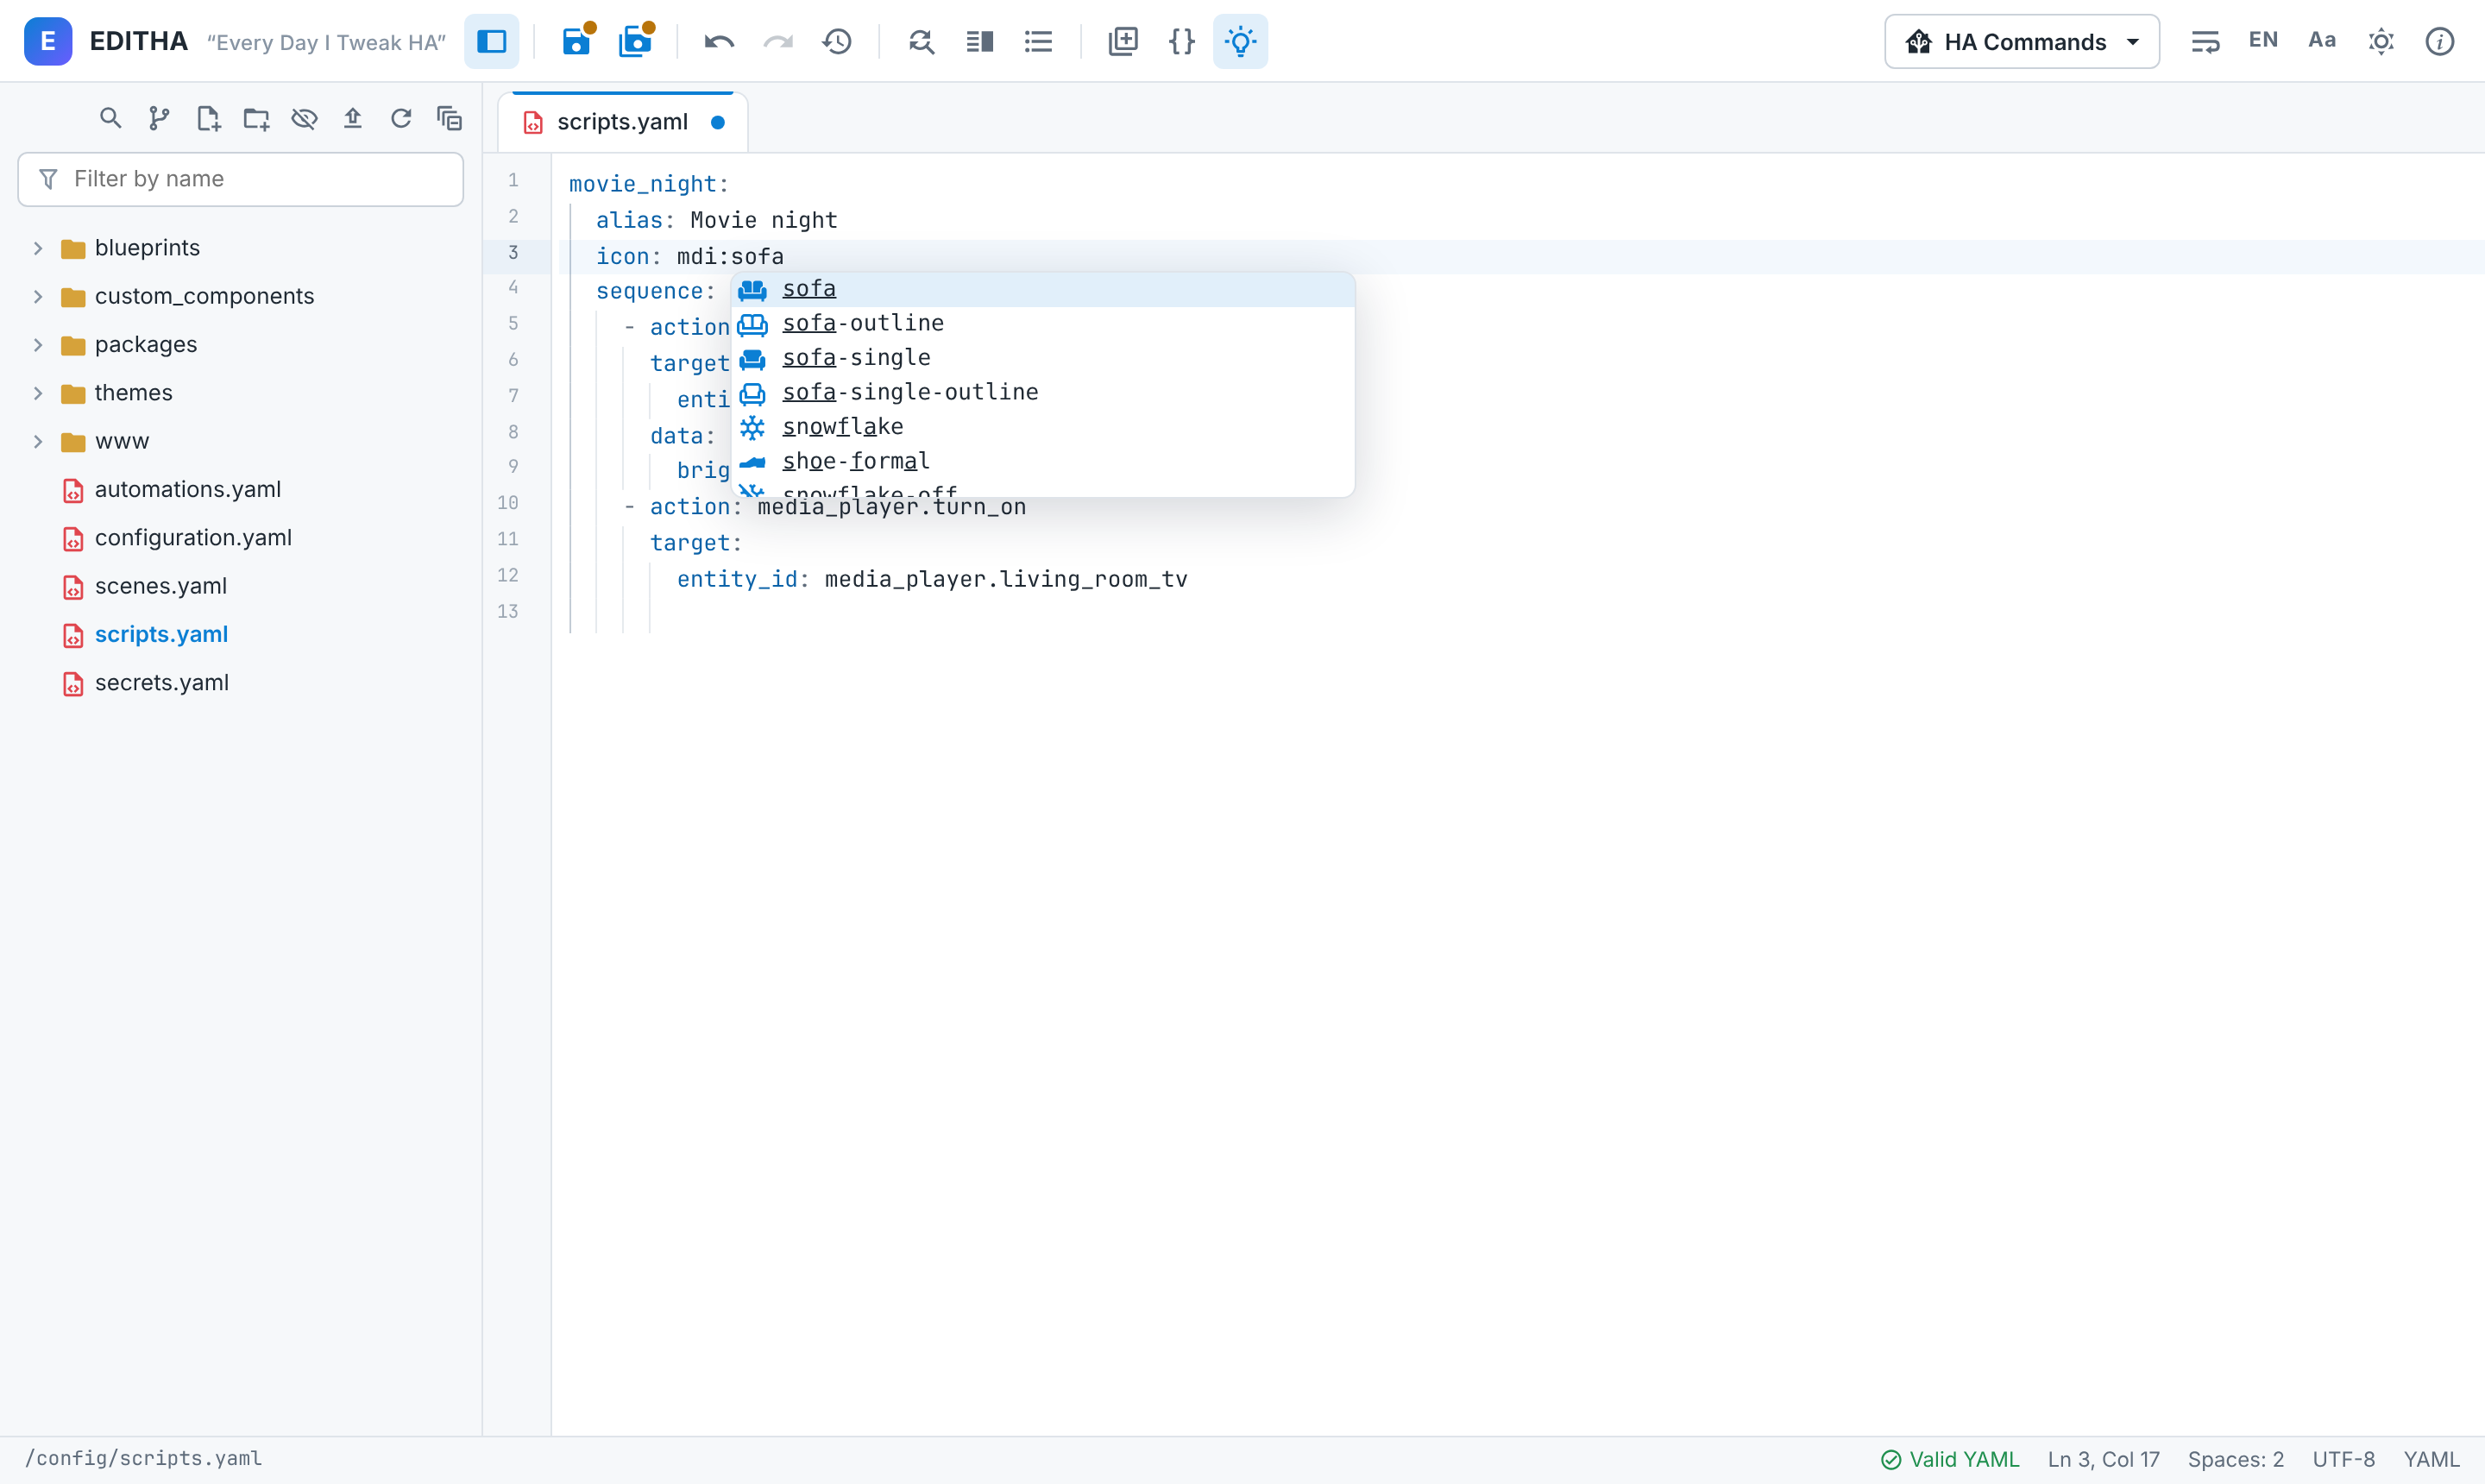 E EDITHA “Every Day I Tweak HA” HA Commands EN Aa
Filter by name
blueprints
custom_components
packages
themes
www
automations.yaml
configuration.yaml
scenes.yaml
scripts.yaml
secrets.yaml
scripts.yaml
1 movie_night:
2 alias: Movie night
3 icon: mdi:sofa
4 sequence:
5 - action
6 target
7 enti
8 data:
9 brig
10 - action: media_player.turn_on
11 target:
12 entity_id: media_player.living_room_tv
13
sofa
sofa-outline
sofa-single
sofa-single-outline
snowflake
shoe-formal
snowflake-off
/config/scripts.yaml Valid YAML Ln 3, Col 17 Spaces: 2 UTF-8 YAML